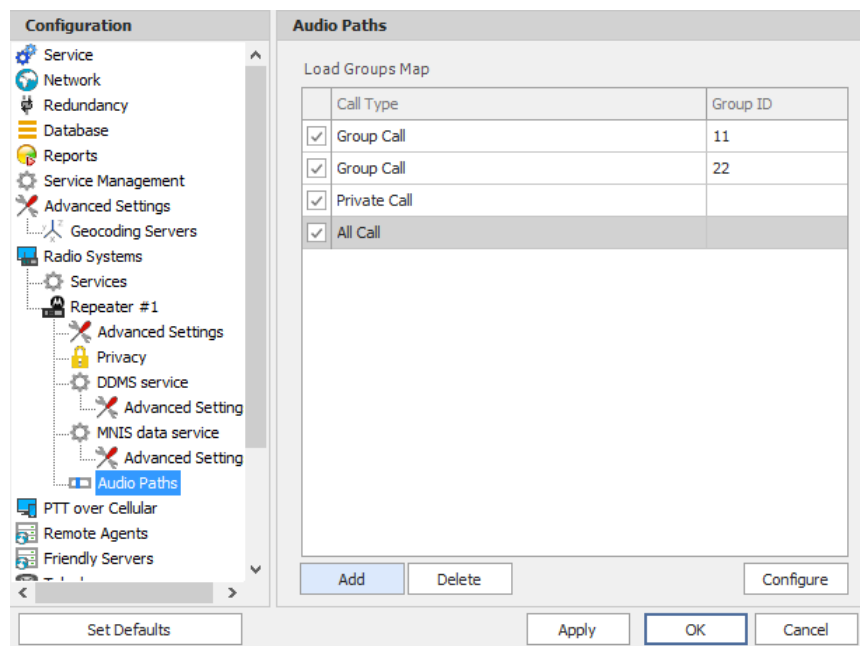 Configuration
Service
Network
Redundancy
Database
Reports
Service Management
Advanced Settings
Geocoding Servers
Radio Systems
Services
Repeater #1
Advanced Settings
Privacy
DDMS service
Advanced Setting
MNIS data service
Advanced Setting
Audio Paths
PTT over Cellular
Remote Agents
Friendly Servers
Set Defaults
Audio Paths
Load Groups Map
Call Type Group ID
Group Call 11
Group Call 22
Private Call
All Call
Add Delete Configure
Apply OK Cancel